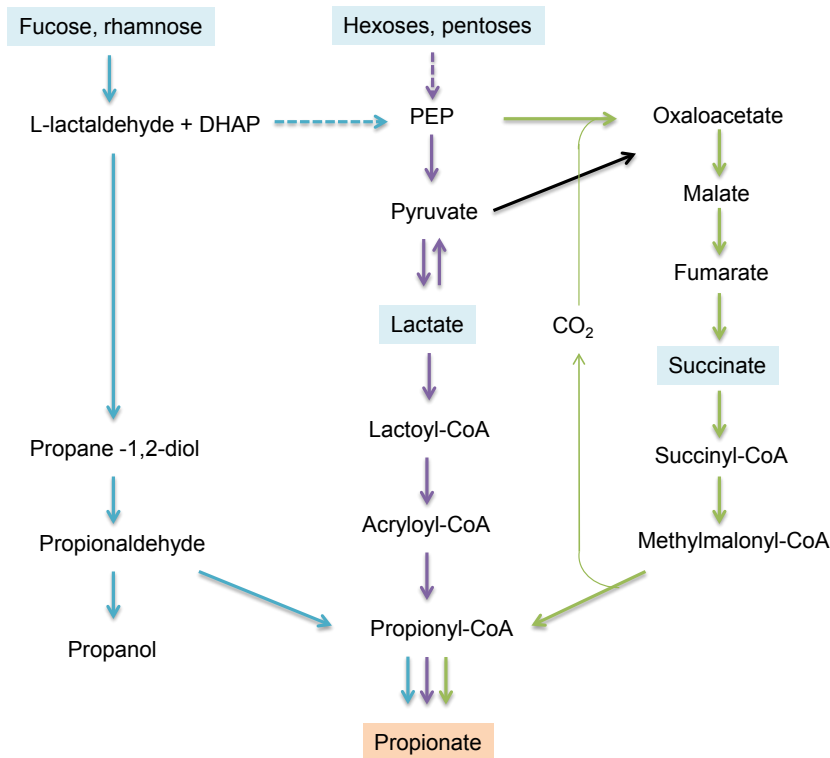 Fucose, rhamnose
Hexoses, pentoses
L-lactaldehyde + DHAP
PEP
Oxaloacetate
Malate
Pyruvate
Fumarate
Lactate
CO₂
Succinate
Lactoyl-CoA
Propane -1,2-diol
Succinyl-CoA
Acryloyl-CoA
Propionaldehyde
Methylmalonyl-CoA
Propionyl-CoA
Propanol
Propionate